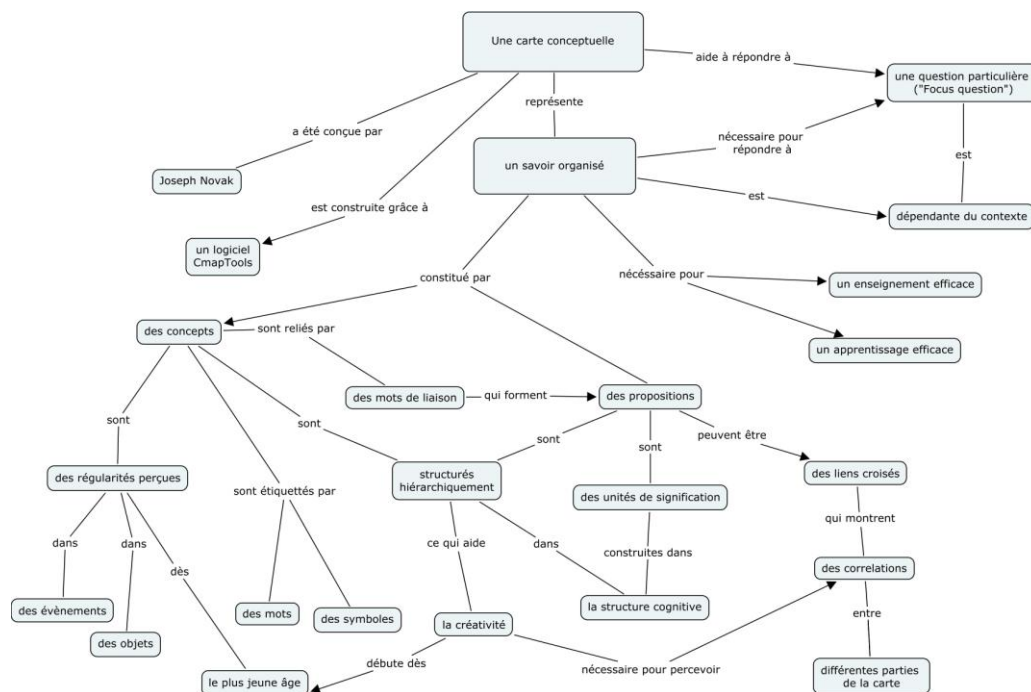 Une carte conceptuelle
aide à répondre à
une question particulière
("Focus question")
représente
a été conçue par
nécessaire pour
répondre à
est
Joseph Novak
un savoir organisé
est construite grâce à
est
dépendante du contexte
un logiciel
CmapTools
constitué par
nécéssaire pour
un enseignement efficace
des concepts
sont reliés par
un apprentissage efficace
des mots de liaison
qui forment
des propositions
sont
sont
sont
sont
peuvent être
des régularités perçues
structurés
hiérarchiquement
des liens croisés
sont étiquettés par
des unités de signification
qui montrent
dans
dans
ce qui aide
dans
construites dans
dès
des correlations
des évènements
des mots
des symboles
la structure cognitive
entre
des objets
la créativité
débute dès
nécessaire pour percevoir
le plus jeune âge
différentes parties
de la carte